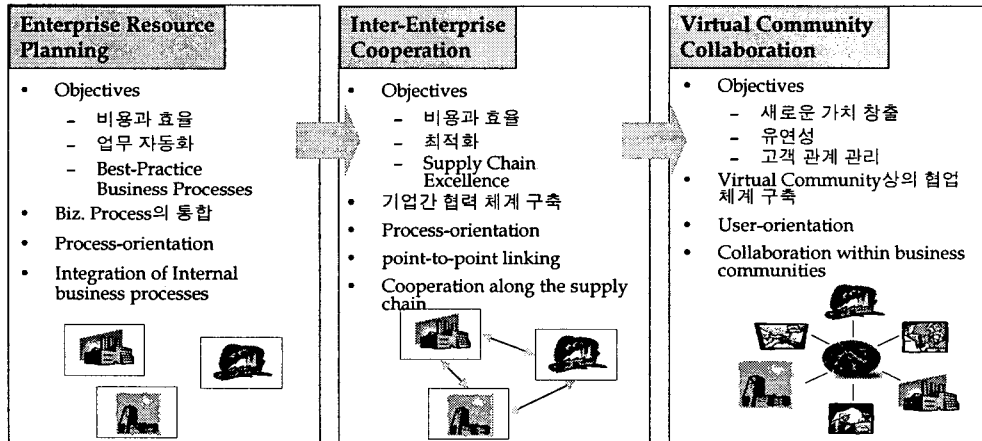 Enterprise Resource
Planning
• Objectives
– 비용과 효율
– 업무 자동화
– Best-Practice
Business Processes
• Biz. Process의 통합
• Process-orientation
• Integration of Internal
business processes
Inter-Enterprise
Cooperation
• Objectives
– 비용과 효율
– 최적화
– Supply Chain
Excellence
• 기업간 협력 체계 구축
• Process-orientation
• point-to-point linking
• Cooperation along the supply
chain
Virtual Community
Collaboration
• Objectives
– 새로운 가치 창출
– 유연성
– 고객 관계 관리
• Virtual Community상의 협업
체계 구축
• User-orientation
• Collaboration within business
communities